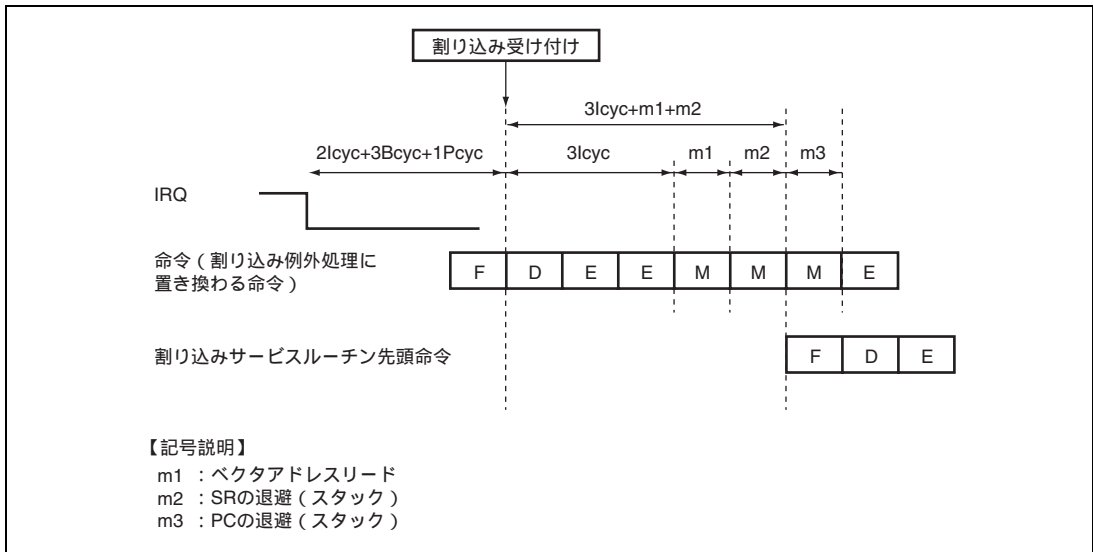 割り込み受け付け
3Icyc+m1+m2
2Icyc+3Bcyc+1Pcyc 3Icyc m1 m2 m3
IRQ
命令（割り込み例外処理に
置き換わる命令）
F D E E M M M E
割り込みサービスルーチン先頭命令
F D E
【記号説明】
m1 ：ベクタアドレスリード
m2 ：SRの退避（スタック）
m3 ：PCの退避（スタック）